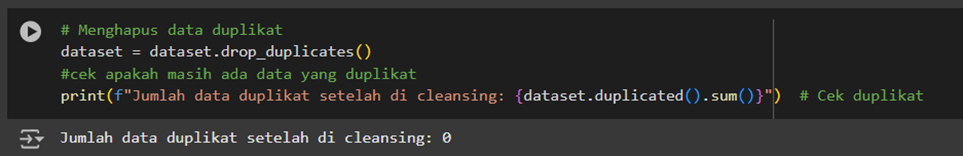 # Menghapus data duplikat
dataset = dataset.drop_duplicates()
#cek apakah masih ada data yang duplikat
print(f"Jumlah data duplikat setelah di cleansing: {dataset.duplicated().sum()}")  # Cek duplikat
Jumlah data duplikat setelah di cleansing: 0